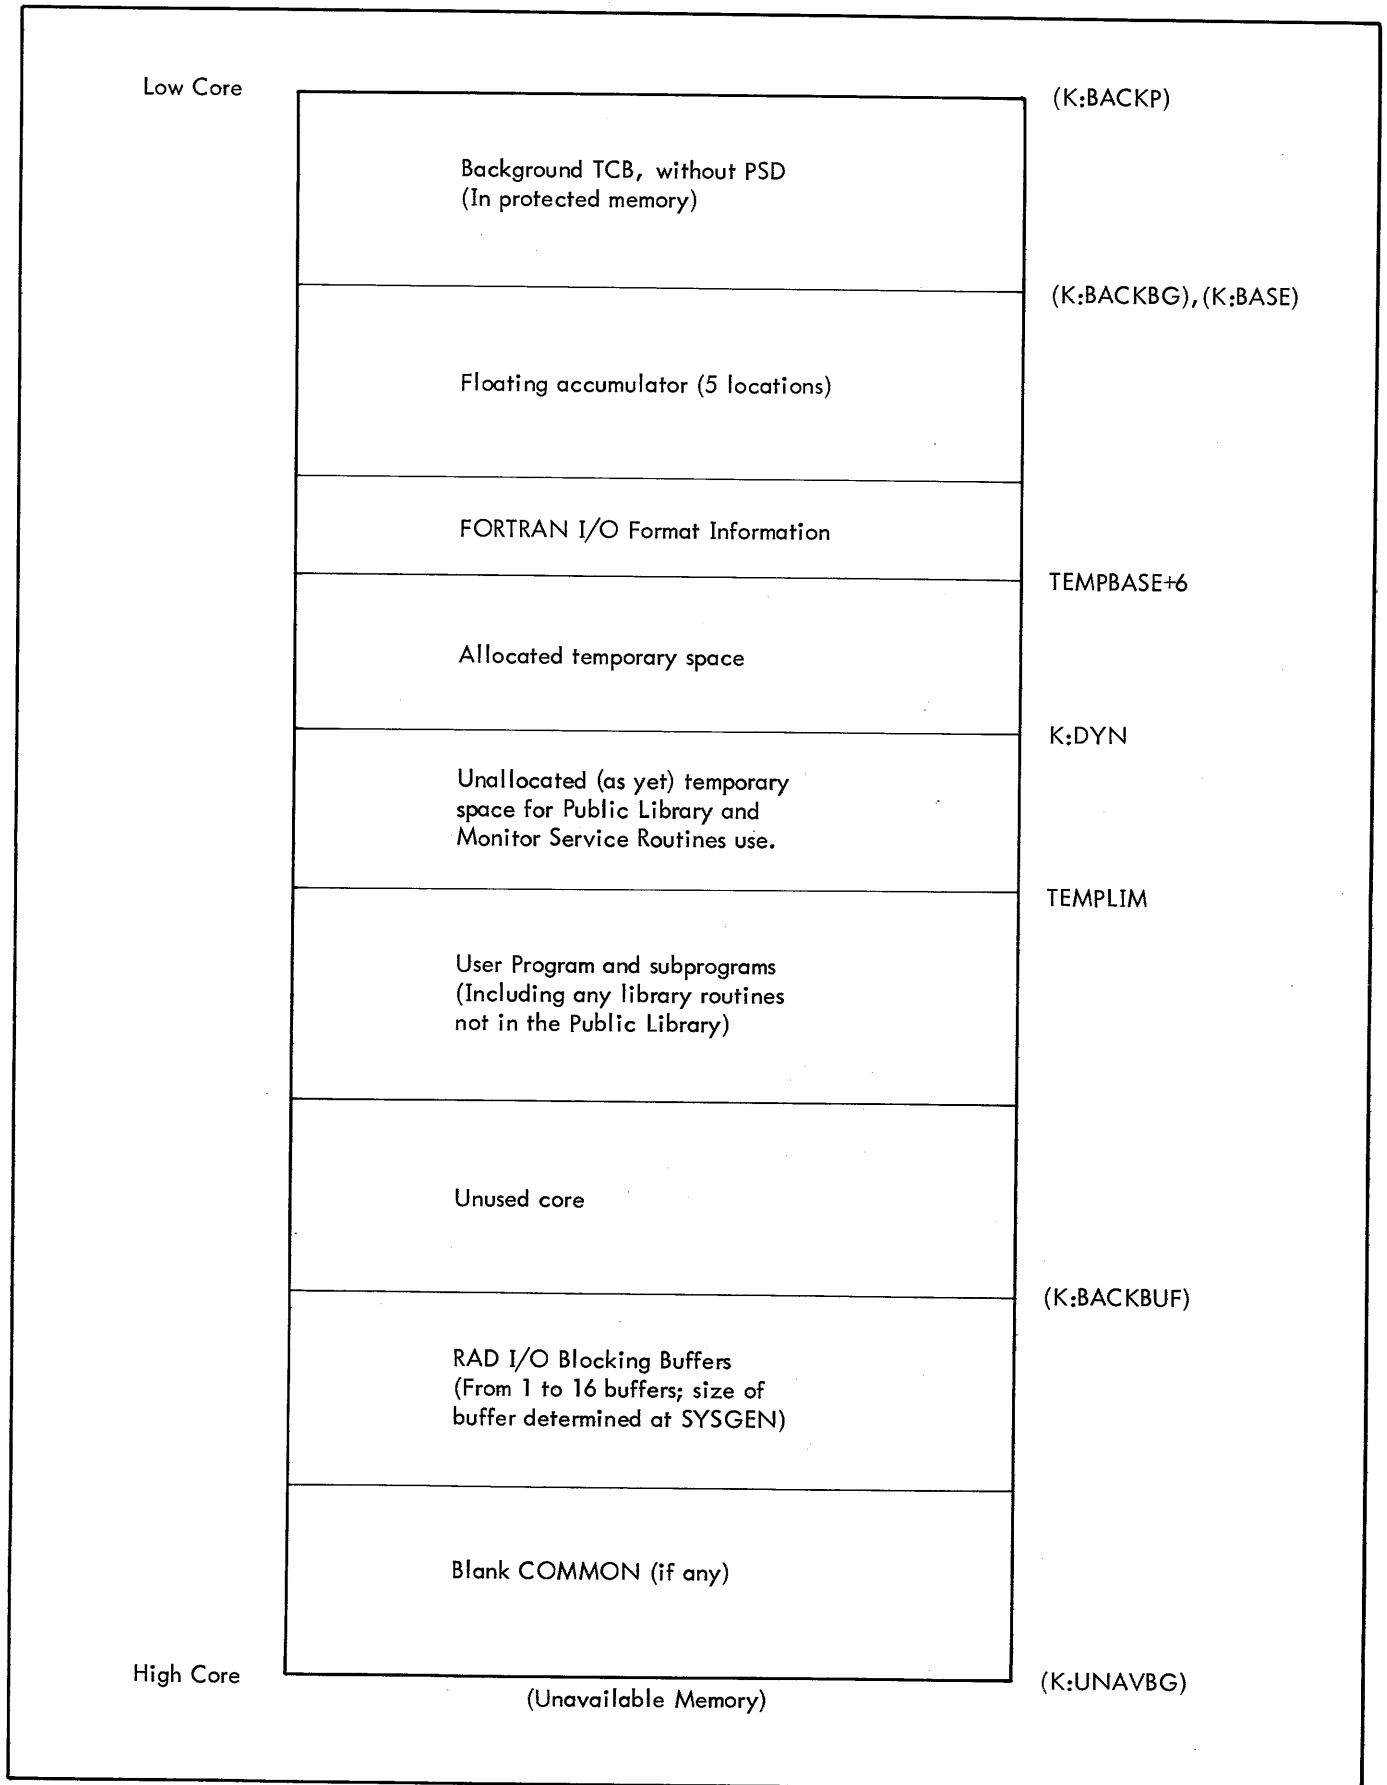 Low Core
(K:BACKP)
Background TCB, without PSD
(In protected memory)
(K:BACKBG), (K:BASE)
Floating accumulator (5 locations)
FORTRAN I/O Format Information
TEMPBASE+6
Allocated temporary space
K:DYN
Unallocated (as yet) temporary
space for Public Library and
Monitor Service Routines use.
TEMPLIM
User Program and subprograms
(Including any library routines
not in the Public Library)
Unused core
(K:BACKBUF)
RAD I/O Blocking Buffers
(From 1 to 16 buffers; size of
buffer determined at SYSGEN)
Blank COMMON (if any)
High Core
(K:UNAVBG)
(Unavailable Memory)